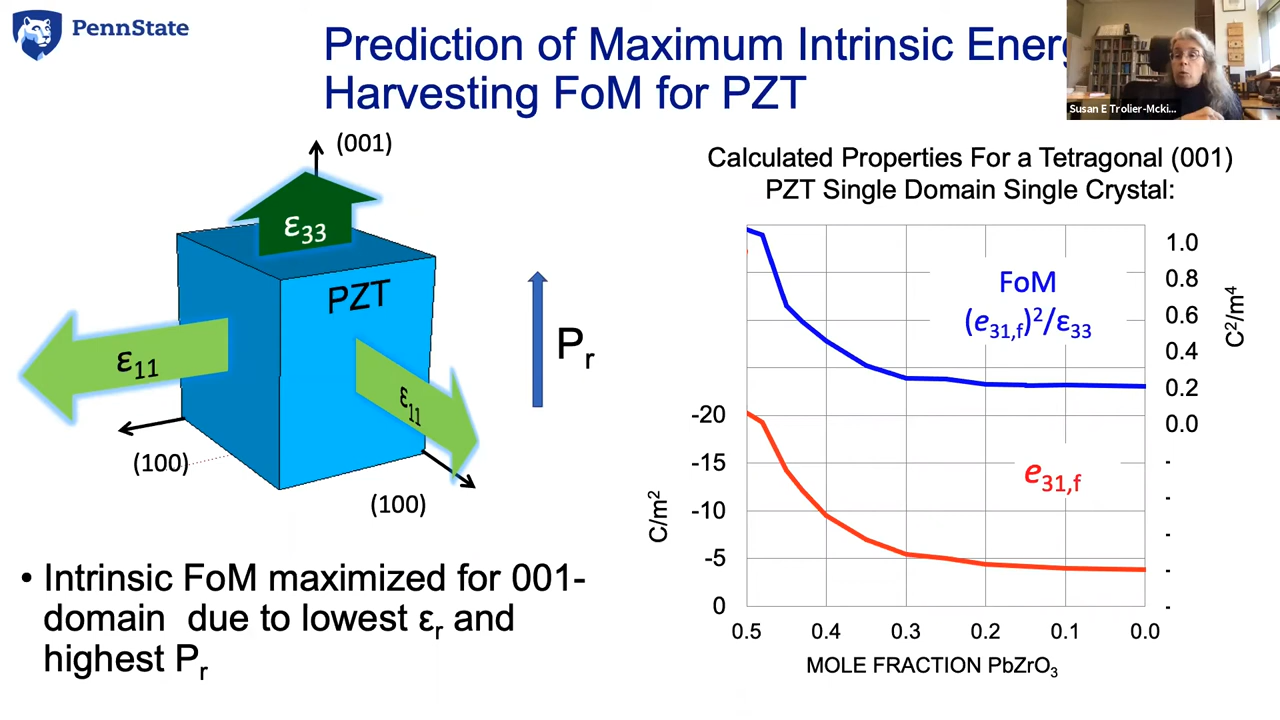 PennState
Prediction of Maximum Intrinsic Energ
Harvesting FoM for PZT
Susan E Trolier-Mcki...
(001)
ε33
PZT
ε11
ε11
Pr
(100)
(100)
• Intrinsic FoM maximized for 001-
domain due to lowest εr and
highest Pr
Calculated Properties For a Tetragonal (001)
PZT Single Domain Single Crystal:
FoM
(e31,f)²/ε33
1.0
0.8
0.6
0.4
0.2
0.0
-
-
-
-
-
C²/m⁴
e31,f
-20
-15
-10
-5
0
C/m²
0.5 0.4 0.3 0.2 0.1 0.0
MOLE FRACTION PbZrO₃